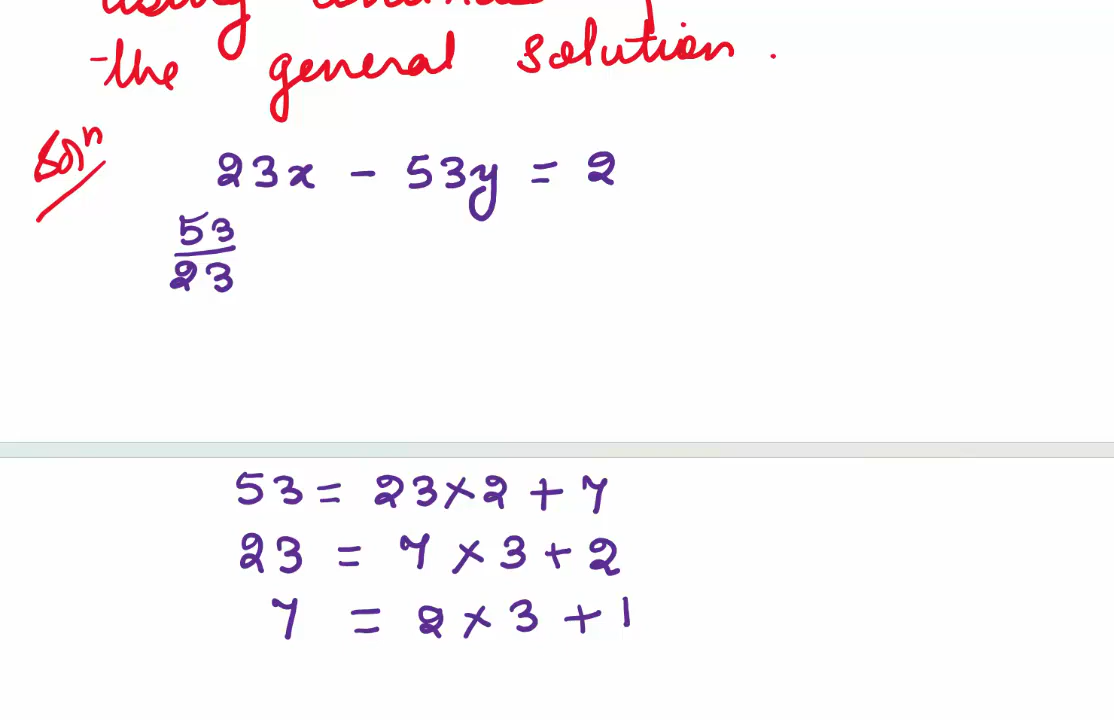 using
the general solution.
Solⁿ
23x - 53y = 2
53
23
53 = 23×2 + 7
23 = 7 × 3 + 2
7 = 2 × 3 + 1